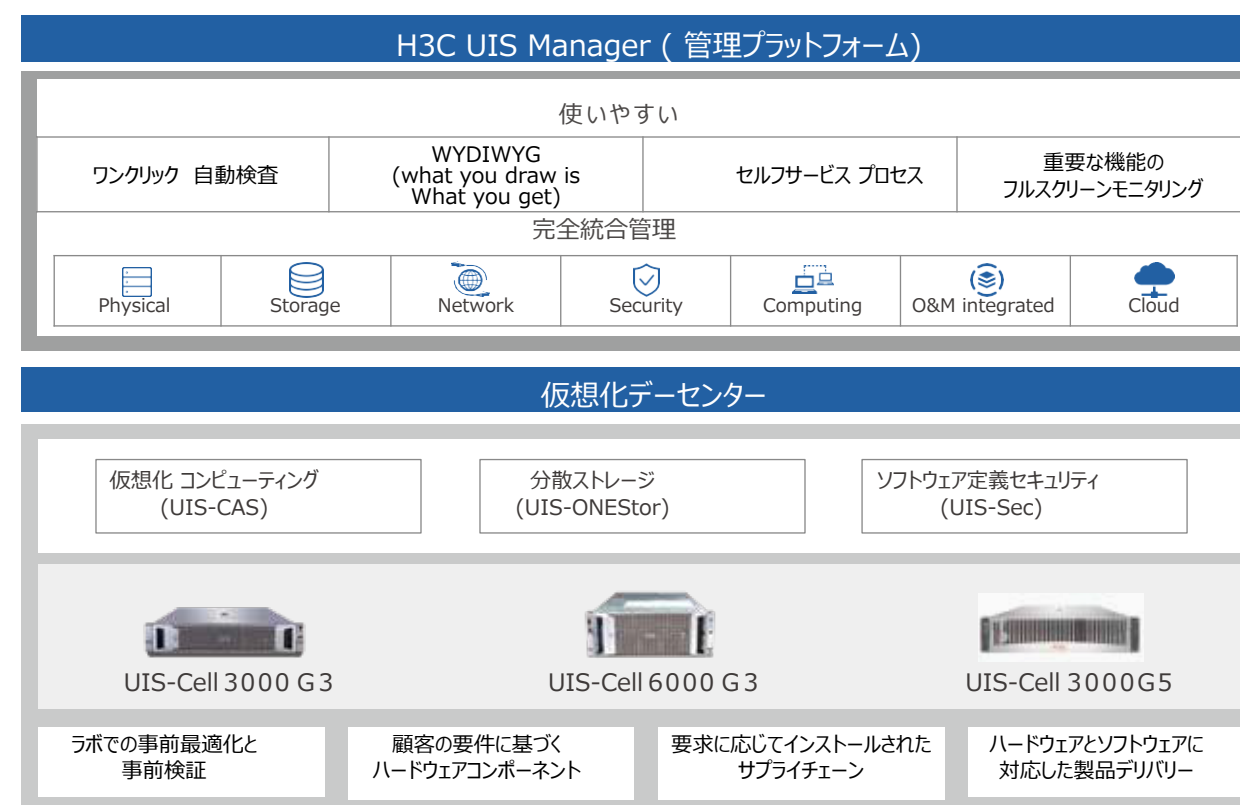 H3C UIS Manager ( 管理プラットフォーム)
使いやすい
ワンクリック 自動検査
WYDIWYG
(what you draw is
What you get)
セルフサービス プロセス
重要な機能の
フルスクリーンモニタリング
完全統合管理
Physical
Storage
Network
Security
Computing
O&M integrated
Cloud
仮想化データセンター
仮想化 コンピューティング
(UIS-CAS)
分散ストレージ
(UIS-ONEStor)
ソフトウェア定義セキュリティ
(UIS-Sec)
UIS-Cell 3000 G3
UIS-Cell 6000 G3
UIS-Cell 3000G5
ラボでの事前最適化と
事前検証
顧客の要件に基づく
ハードウェアコンポーネント
要求に応じてインストールされた
サプライチェーン
ハードウェアとソフトウェアに
対応した製品デリバリー